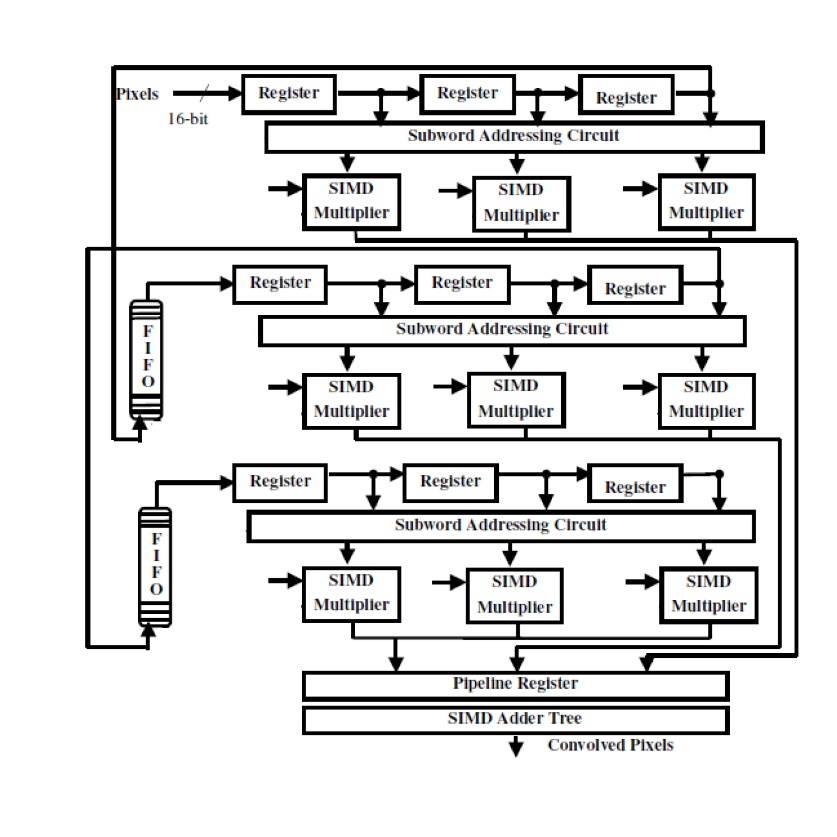 Pixels
16-bit
Register
Register
Register
Subword Addressing Circuit
SIMD
Multiplier
SIMD
Multiplier
SIMD
Multiplier
Register
Register
Register
F
I
F
O
Subword Addressing Circuit
SIMD
Multiplier
SIMD
Multiplier
SIMD
Multiplier
Register
Register
Register
F
I
F
O
Subword Addressing Circuit
SIMD
Multiplier
SIMD
Multiplier
SIMD
Multiplier
Pipeline Register
SIMD Adder Tree
Convolved Pixels